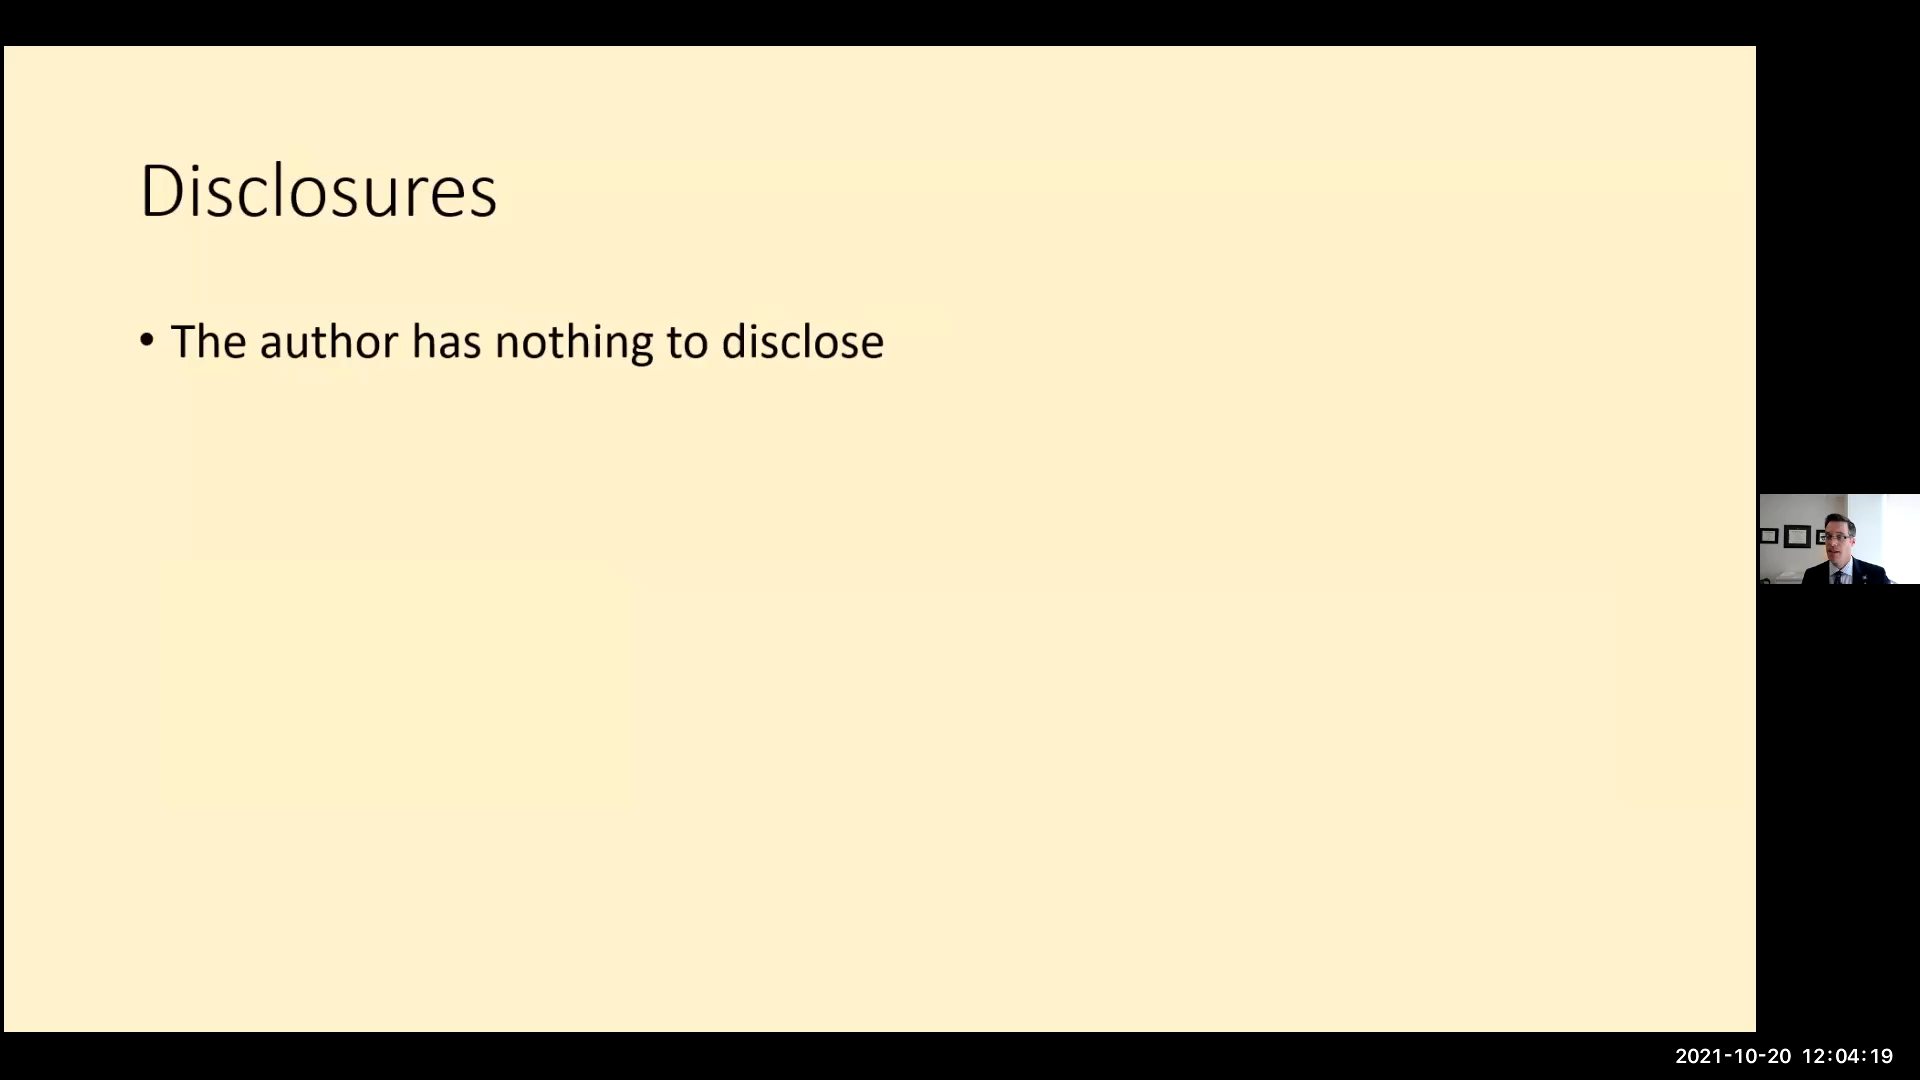 Disclosures
• The author has nothing to disclose
2021-10-20 12:04:19